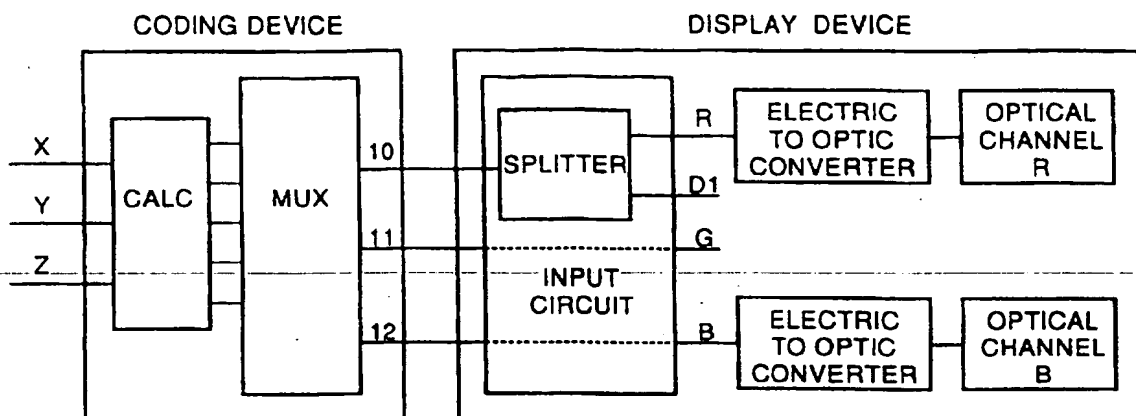 CODING DEVICE
DISPLAY DEVICE
X
Y
Z
CALC
MUX
10
11
12
SPLITTER
INPUT
CIRCUIT
R
D1
G
B
ELECTRIC
TO OPTIC
CONVERTER
OPTICAL
CHANNEL
R
ELECTRIC
TO OPTIC
CONVERTER
OPTICAL
CHANNEL
B